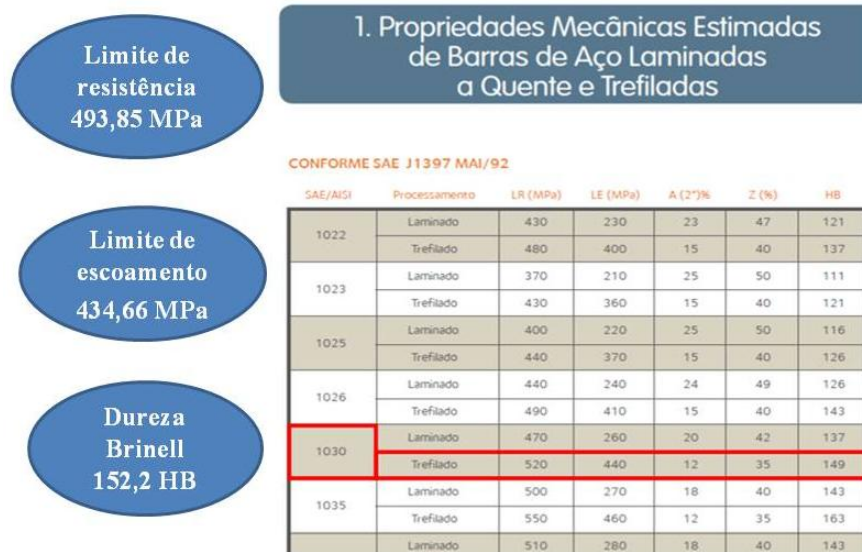 Limite de
resistência
493,85 MPa
Limite de
escoamento
434,66 MPa
Dureza
Brinell
152,2 HB
1. Propriedades Mecânicas Estimadas
de Barras de Aço Laminadas
a Quente e Trefiladas
CONFORME SAE J1397 MAI/92
SAE/AISI Processamento LR (MPa) LE (MPa) A (2")% Z (%) HB
1022 Laminado 430 230 23 47 121
Trefilado 480 400 15 40 137
1023 Laminado 370 210 25 50 111
Trefilado 430 360 15 40 121
1025 Laminado 400 220 25 50 116
Trefilado 440 370 15 40 126
1026 Laminado 440 240 24 49 126
Trefilado 490 410 15 40 143
1030 Laminado 470 260 20 42 137
Trefilado 520 440 12 35 149
1035 Laminado 500 270 18 40 143
Trefilado 550 460 12 35 163
Laminado 510 280 18 40 143